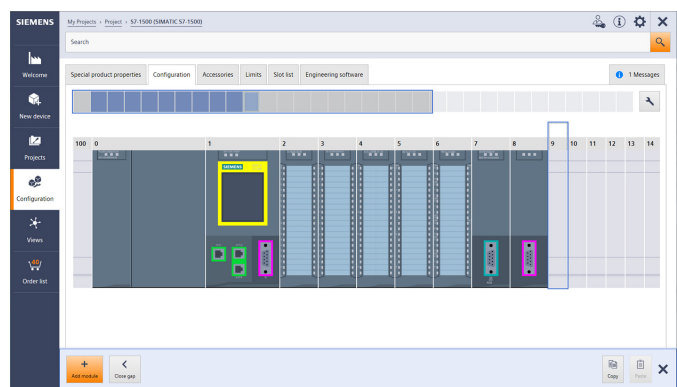 SIEMENS
My Projects › Project › S7-1500 (SIMATIC S7-1500)
Search
Welcome
New device
Projects
Configuration
Views
40
Order list
Special product properties Configuration Accessories Limits Slot list Engineering software
1 Messages
100 0 1 2 3 4 5 6 7 8 9 10 11 12 13 14
SIEMENS
Add module
Close gap
Copy
Paste